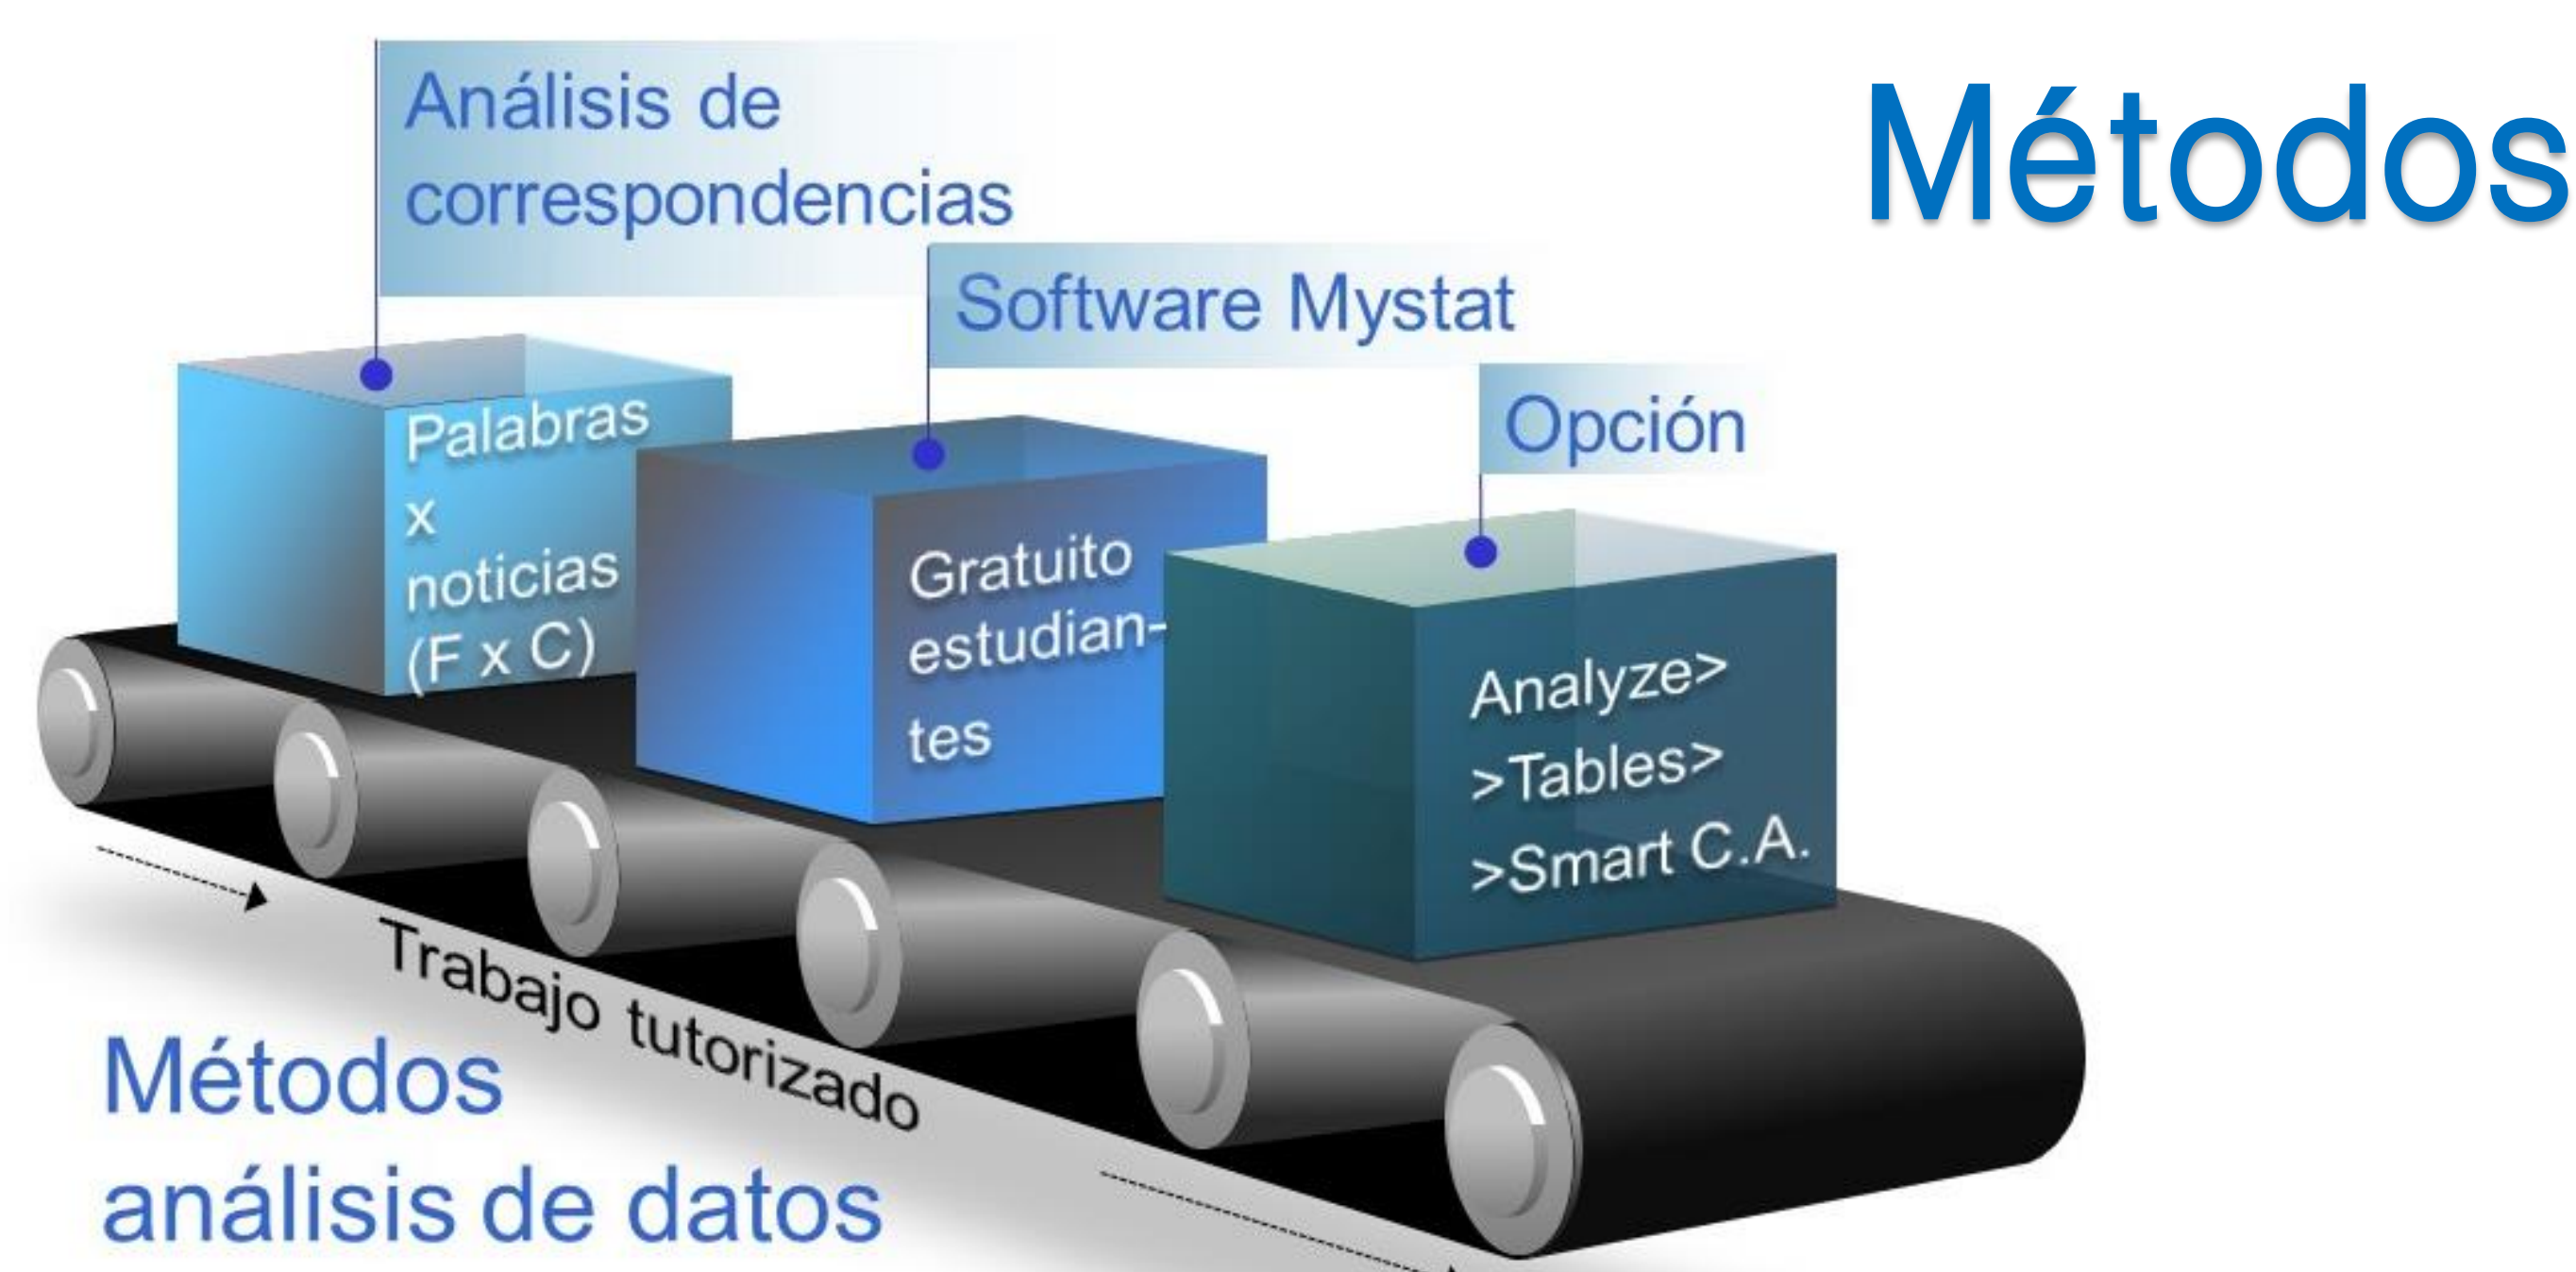 Métodos
Análisis de
correspondencias
Software Mystat
Opción
Palabras
x
noticias
(F x C)
Gratuito
estudian-
tes
Analyze>
>Tables>
>Smart C.A.
Trabajo tutorizado
Métodos
análisis de datos